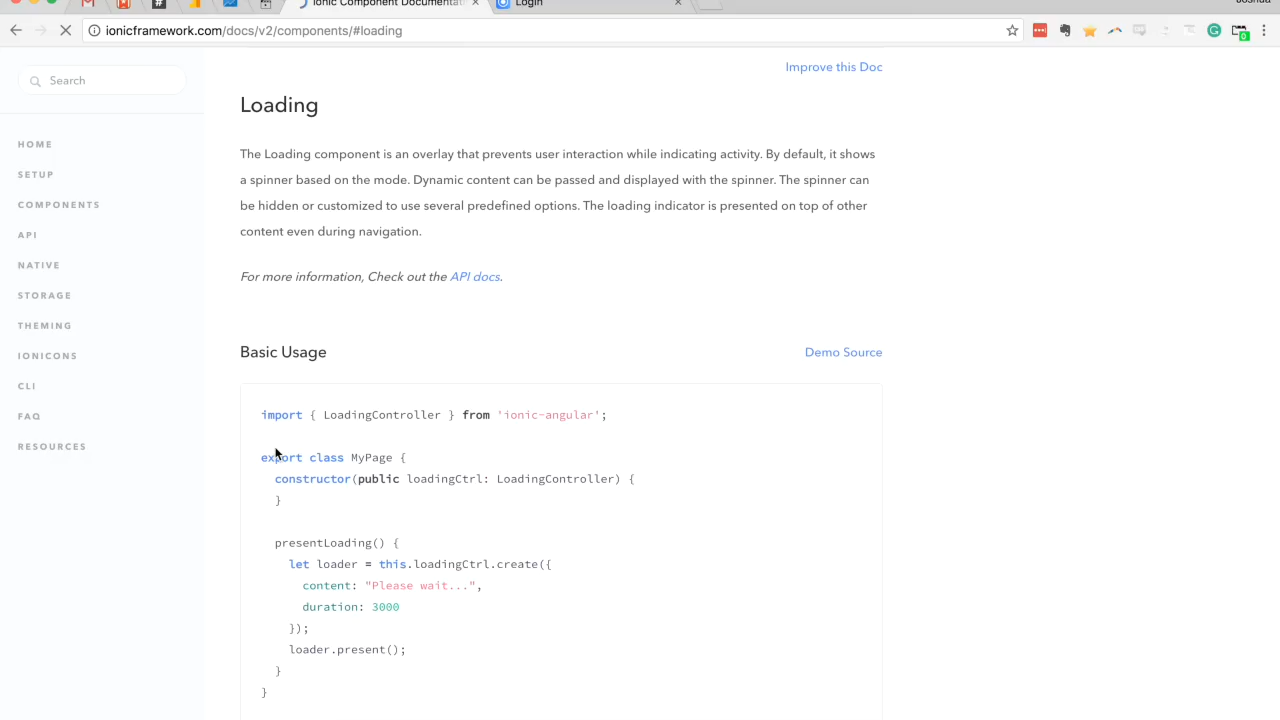 Ionic Component Documentat
Login
Joshua
ionicframework.com/docs/v2/components/#loading
0
Search
HOME
SETUP
COMPONENTS
API
NATIVE
STORAGE
THEMING
IONICONS
CLI
FAQ
RESOURCES
Improve this Doc
Loading
The Loading component is an overlay that prevents user interaction while indicating activity. By default, it shows
a spinner based on the mode. Dynamic content can be passed and displayed with the spinner. The spinner can
be hidden or customized to use several predefined options. The loading indicator is presented on top of other
content even during navigation.
For more information, Check out the API docs.
Basic Usage
Demo Source
import { LoadingController } from 'ionic-angular';
export class MyPage {
constructor(public loadingCtrl: LoadingController) {
}
presentLoading() {
let loader = this.loadingCtrl.create({
content: "Please wait...",
duration: 3000
});
loader.present();
}
}